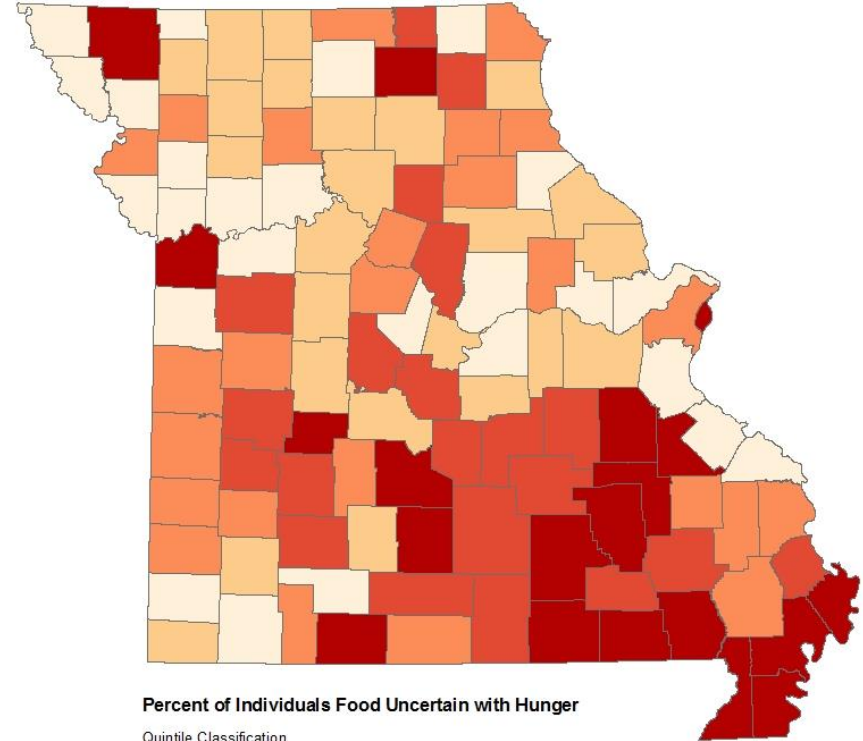 Percent of Individuals Food Uncertain with Hunger
Quintile Classification